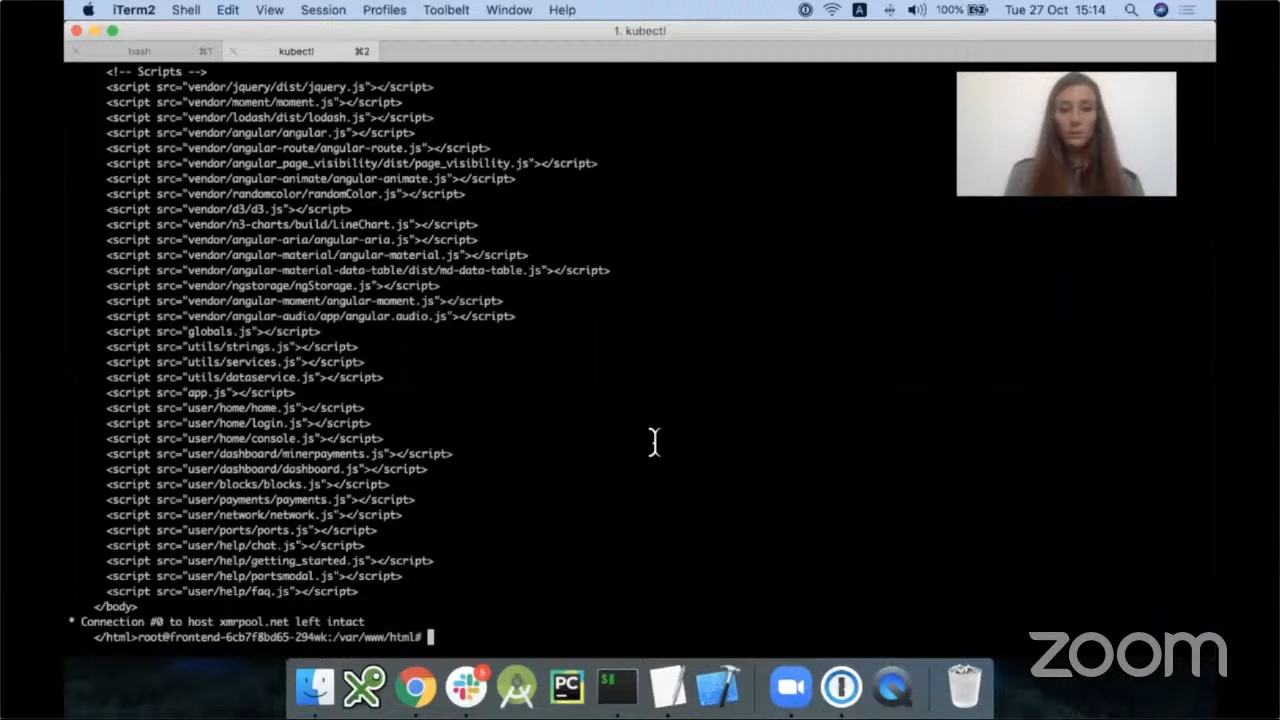 iTerm2 Shell Edit View Session Profiles Toolbelt Window Help A 100% Tue 27 Oct 15:14
1. kubectl
bash ⌘1 kubectl ⌘2
<!-- Scripts -->
<script src="vendor/jquery/dist/jquery.js"></script>
<script src="vendor/moment/moment.js"></script>
<script src="vendor/lodash/dist/lodash.js"></script>
<script src="vendor/angular/angular.js"></script>
<script src="vendor/angular-route/angular-route.js"></script>
<script src="vendor/angular_page_visibility/dist/page_visibility.js"></script>
<script src="vendor/angular-animate/angular-animate.js"></script>
<script src="vendor/randomcolor/randomColor.js"></script>
<script src="vendor/d3/d3.js"></script>
<script src="vendor/n3-charts/build/LineChart.js"></script>
<script src="vendor/angular-aria/angular-aria.js"></script>
<script src="vendor/angular-material/angular-material.js"></script>
<script src="vendor/angular-material-data-table/dist/md-data-table.js"></script>
<script src="vendor/ngstorage/ngStorage.js"></script>
<script src="vendor/angular-moment/angular-moment.js"></script>
<script src="vendor/angular-audio/app/angular.audio.js"></script>
<script src="globals.js"></script>
<script src="utils/strings.js"></script>
<script src="utils/services.js"></script>
<script src="utils/dataservice.js"></script>
<script src="app.js"></script>
<script src="user/home/home.js"></script>
<script src="user/home/login.js"></script>
<script src="user/home/console.js"></script>
<script src="user/dashboard/minerpayments.js"></script>
<script src="user/dashboard/dashboard.js"></script>
<script src="user/blocks/blocks.js"></script>
<script src="user/payments/payments.js"></script>
<script src="user/network/network.js"></script>
<script src="user/ports/ports.js"></script>
<script src="user/help/chat.js"></script>
<script src="user/help/getting_started.js"></script>
<script src="user/help/portsmodal.js"></script>
<script src="user/help/faq.js"></script>
</body>
* Connection #0 to host xmrpool.net left intact
</html>root@frontend-6cb7f8bd65-294wk:/var/www/html#
zoom
5
PC
$